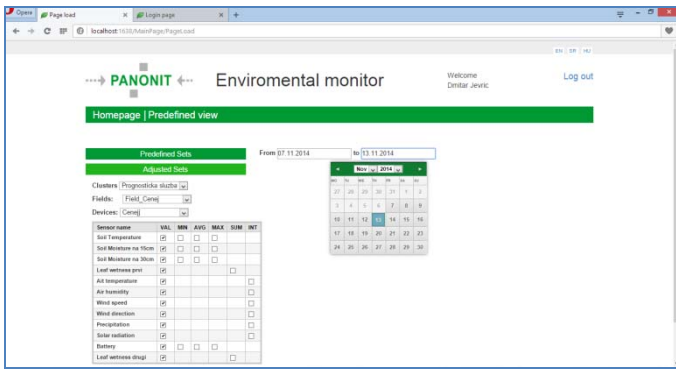 Opera
Page load
Login page
localhost:1638/MainPage/PageLoad
EN SR HU
PANONIT
Enviromental monitor
Welcome
Dmitar Jevric
Log out
Homepage | Predefined view
Predefined Sets
Adjusted Sets
From 07.11.2014 to 13.11.2014
Nov 2014
27 28 29 30 31 1 2
3 4 5 6 7 8 9
10 11 12 13 14 15 16
17 18 19 20 21 22 23
24 25 26 27 28 29 30
Clusters Prognosticka sluzba
Fields: Field_Cenej
Devices: Cenej
Sensor name VAL MIN AVG MAX SUM INT
Soil Temperature
Soil Moisture na 15cm
Soil Moisture na 30cm
Leaf wetness prvi
Air temperature
Air humidity
Wind speed
Wind direction
Precipitation
Solar radiation
Battery
Leaf wetness drugi